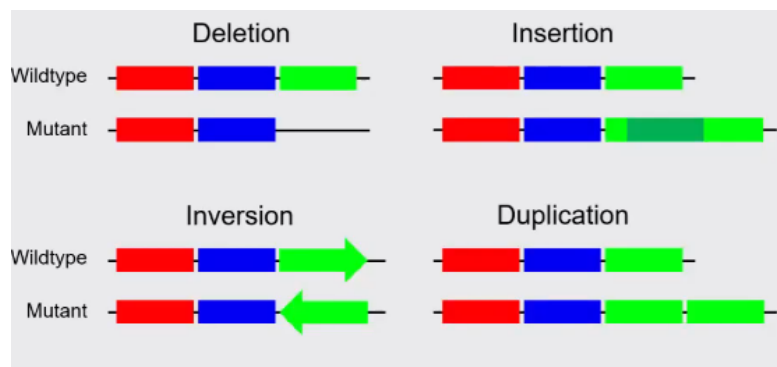 Deletion
Insertion
Wildtype
Mutant
Inversion
Duplication
Wildtype
Mutant